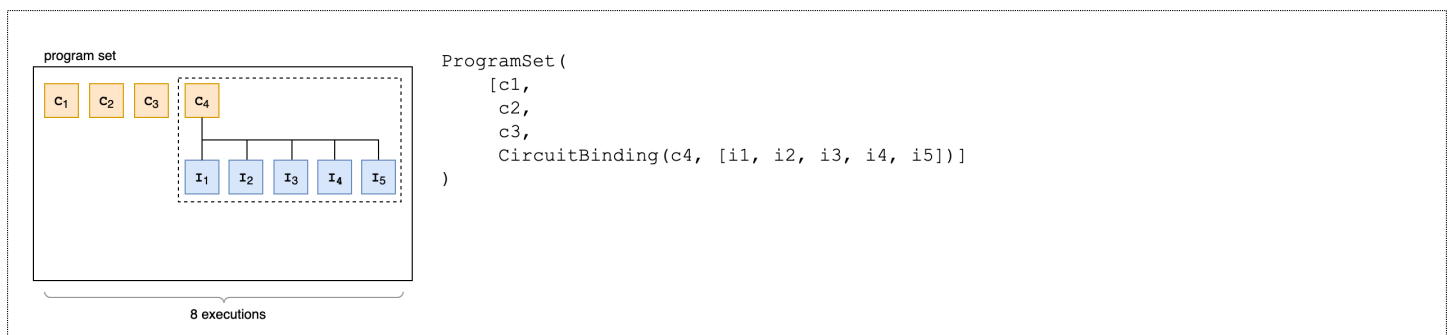 program set
C1 C2 C3 C4
I1 I2 I3 I4 I5
8 executions
ProgramSet(
    [c1,
     c2,
     c3,
     CircuitBinding(c4, [i1, i2, i3, i4, i5])]
)